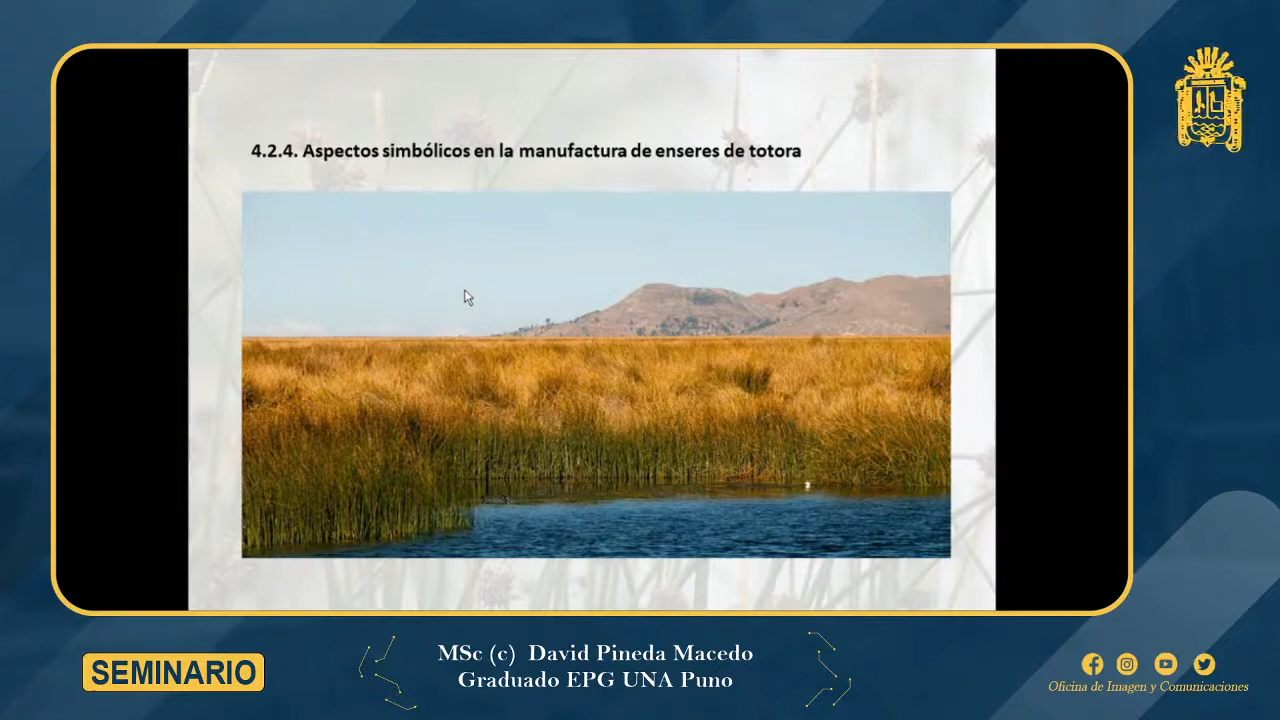 4.2.4. Aspectos simbólicos en la manufactura de enseres de totora
SEMINARIO
MSc (c) David Pineda Macedo
Graduado EPG UNA Puno
Oficina de Imagen y Comunicaciones